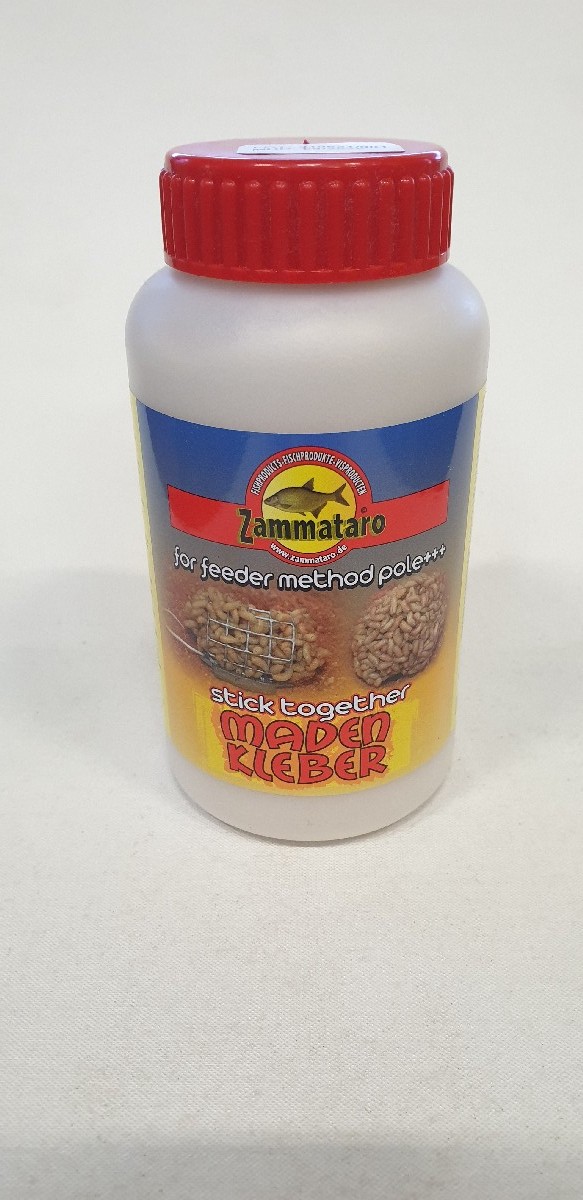 FISHPRODUCTS-FISCHPRODUKTE-VISPRODUCTEN
Zammataro
www.zammataro.de
for feeder method pole+++
stick together
MADEN
KLEBER